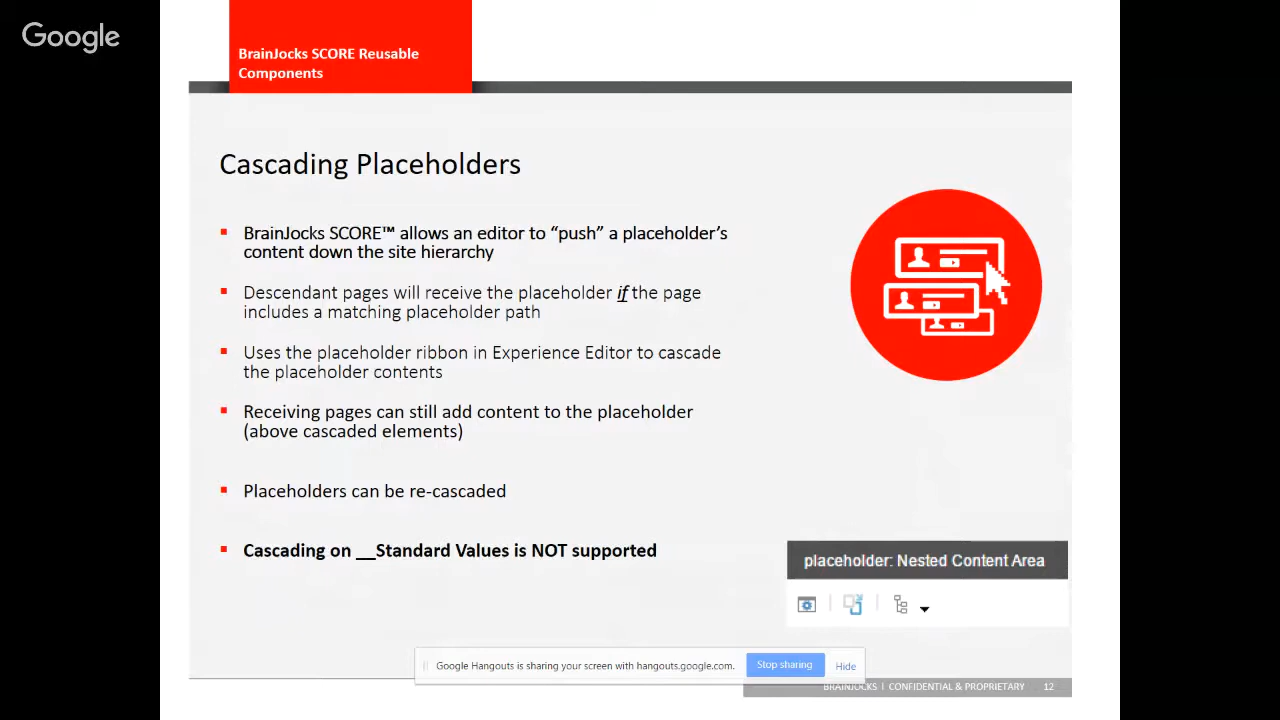 Google
BrainJocks SCORE Reusable
Components
Cascading Placeholders
BrainJocks SCORE™ allows an editor to “push” a placeholder’s
content down the site hierarchy
Descendant pages will receive the placeholder if the page
includes a matching placeholder path
Uses the placeholder ribbon in Experience Editor to cascade
the placeholder contents
Receiving pages can still add content to the placeholder
(above cascaded elements)
Placeholders can be re-cascaded
Cascading on __Standard Values is NOT supported
placeholder: Nested Content Area
Google Hangouts is sharing your screen with hangouts.google.com.
Stop sharing
Hide
BRAINJOCKS | CONFIDENTIAL & PROPRIETARY
12